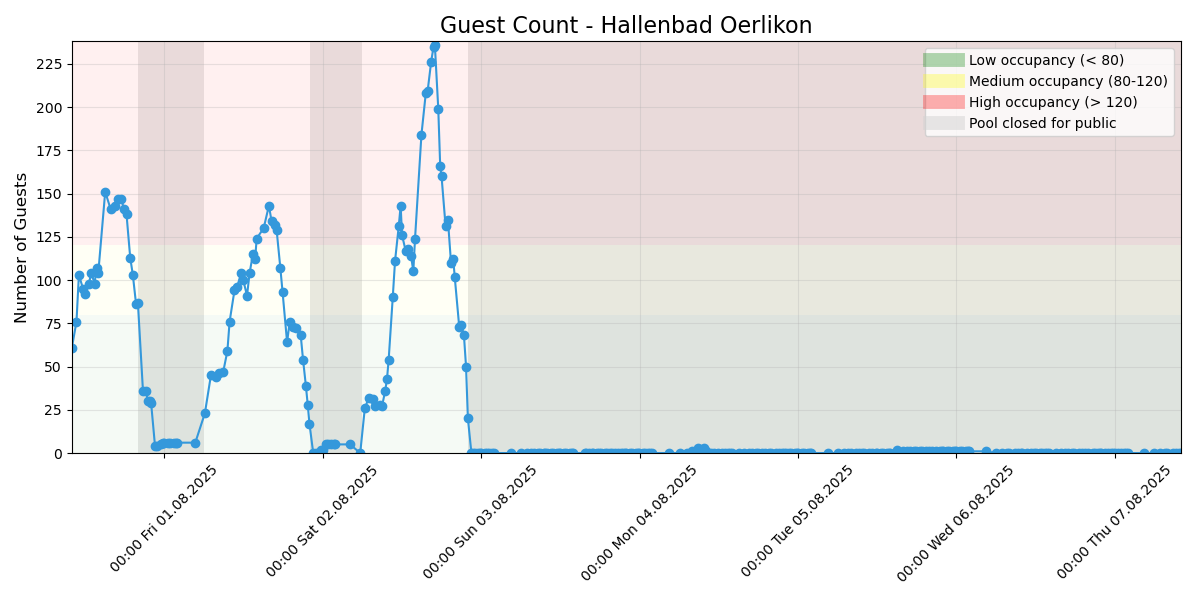 Guest Count - Hallenbad Oerlikon
Number of Guests
225
200
175
150
125
100
75
50
25
0
Low occupancy (< 80)
Medium occupancy (80-120)
High occupancy (> 120)
Pool closed for public
00:00 Fri 01.08.2025
00:00 Sat 02.08.2025
00:00 Sun 03.08.2025
00:00 Mon 04.08.2025
00:00 Tue 05.08.2025
00:00 Wed 06.08.2025
00:00 Thu 07.08.2025